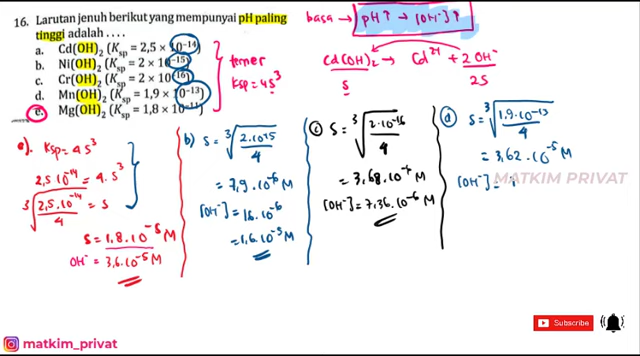 16. Larutan jenuh berikut yang mempunyai pH paling
tinggi adalah . . . .
a. Cd(OH)₂ (Ksp = 2,5 × 10⁻¹⁴)
b. Ni(OH)₂ (Ksp = 2 × 10⁻¹⁵)
c. Cr(OH)₂ (Ksp = 2 × 10⁻¹⁶)
d. Mn(OH)₂ (Ksp = 1,9 × 10⁻¹³)
e. Mg(OH)₂ (Ksp = 1,8 × 10⁻¹¹)
terner
Ksp = 4s³
basa → pH↑ → [OH⁻]↑
Cd(OH)₂ → Cd²⁺ + 2OH⁻
s 2s
a). Ksp = 4s³
2,5.10⁻¹⁴ = 4.s³
³√2,5.10⁻¹⁴/4 = s
s = 1,8.10⁻⁵ M
OH⁻ = 3,6.10⁻⁵ M
b) s = ³√2.10⁻¹⁵/4
= 7,9.10⁻⁶ M
[OH⁻] = 16.10⁻⁶
= 1,6.10⁻⁵ M
c) s = ³√2.10⁻¹⁶/4
= 3,68.10⁻⁶ M
[OH⁻] = 7,36.10⁻⁶ M
d) s = ³√1,9.10⁻¹³/4
= 3,62.10⁻⁵ M
[OH⁻] =
MATKIM PRIVAT
Subscribe
matkim_privat